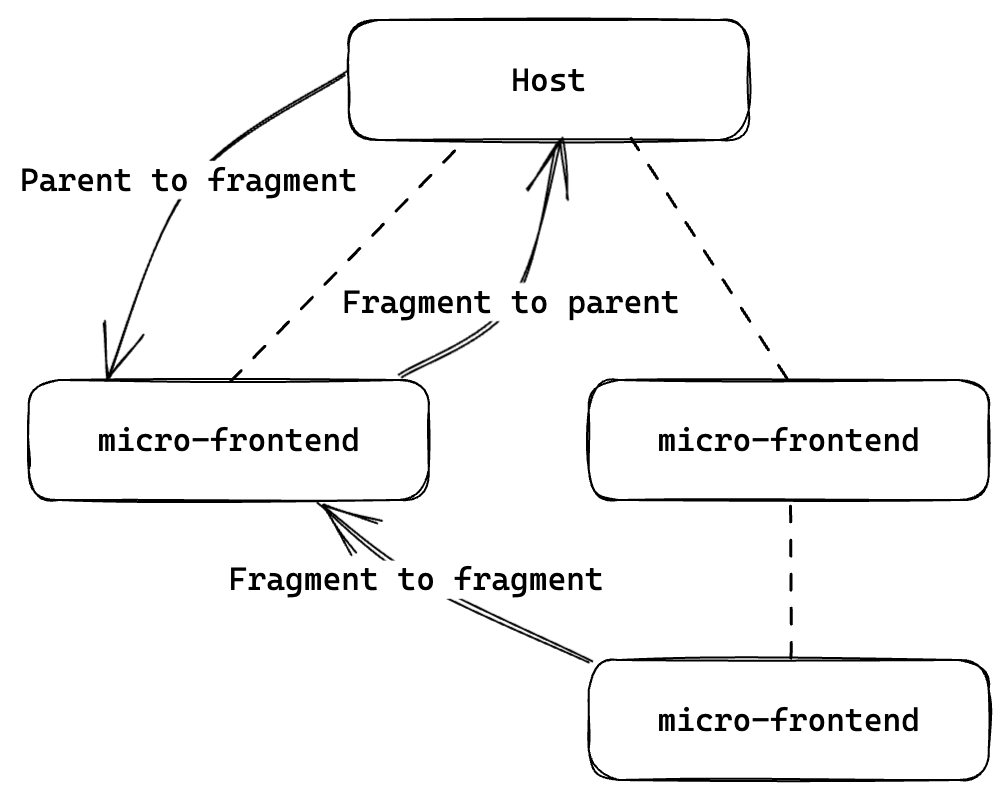 Host
Parent to fragment
Fragment to parent
micro-frontend
micro-frontend
Fragment to fragment
micro-frontend